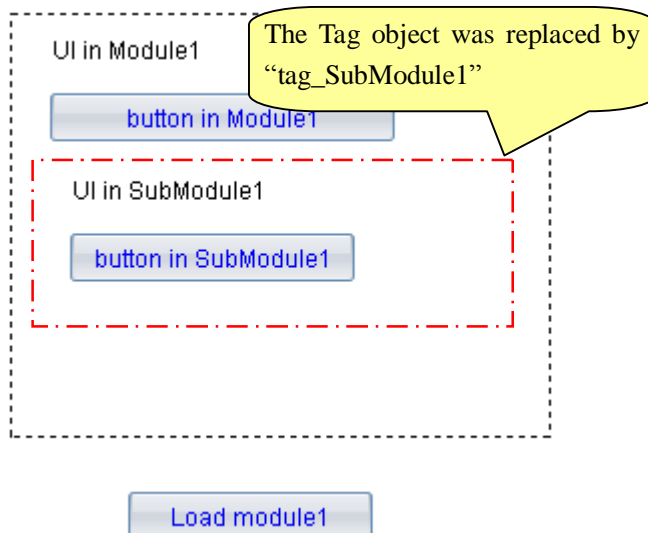 UI in Module1
The Tag object was replaced by
“tag_SubModule1”
button in Module1
UI in SubModule1
button in SubModule1
Load module1